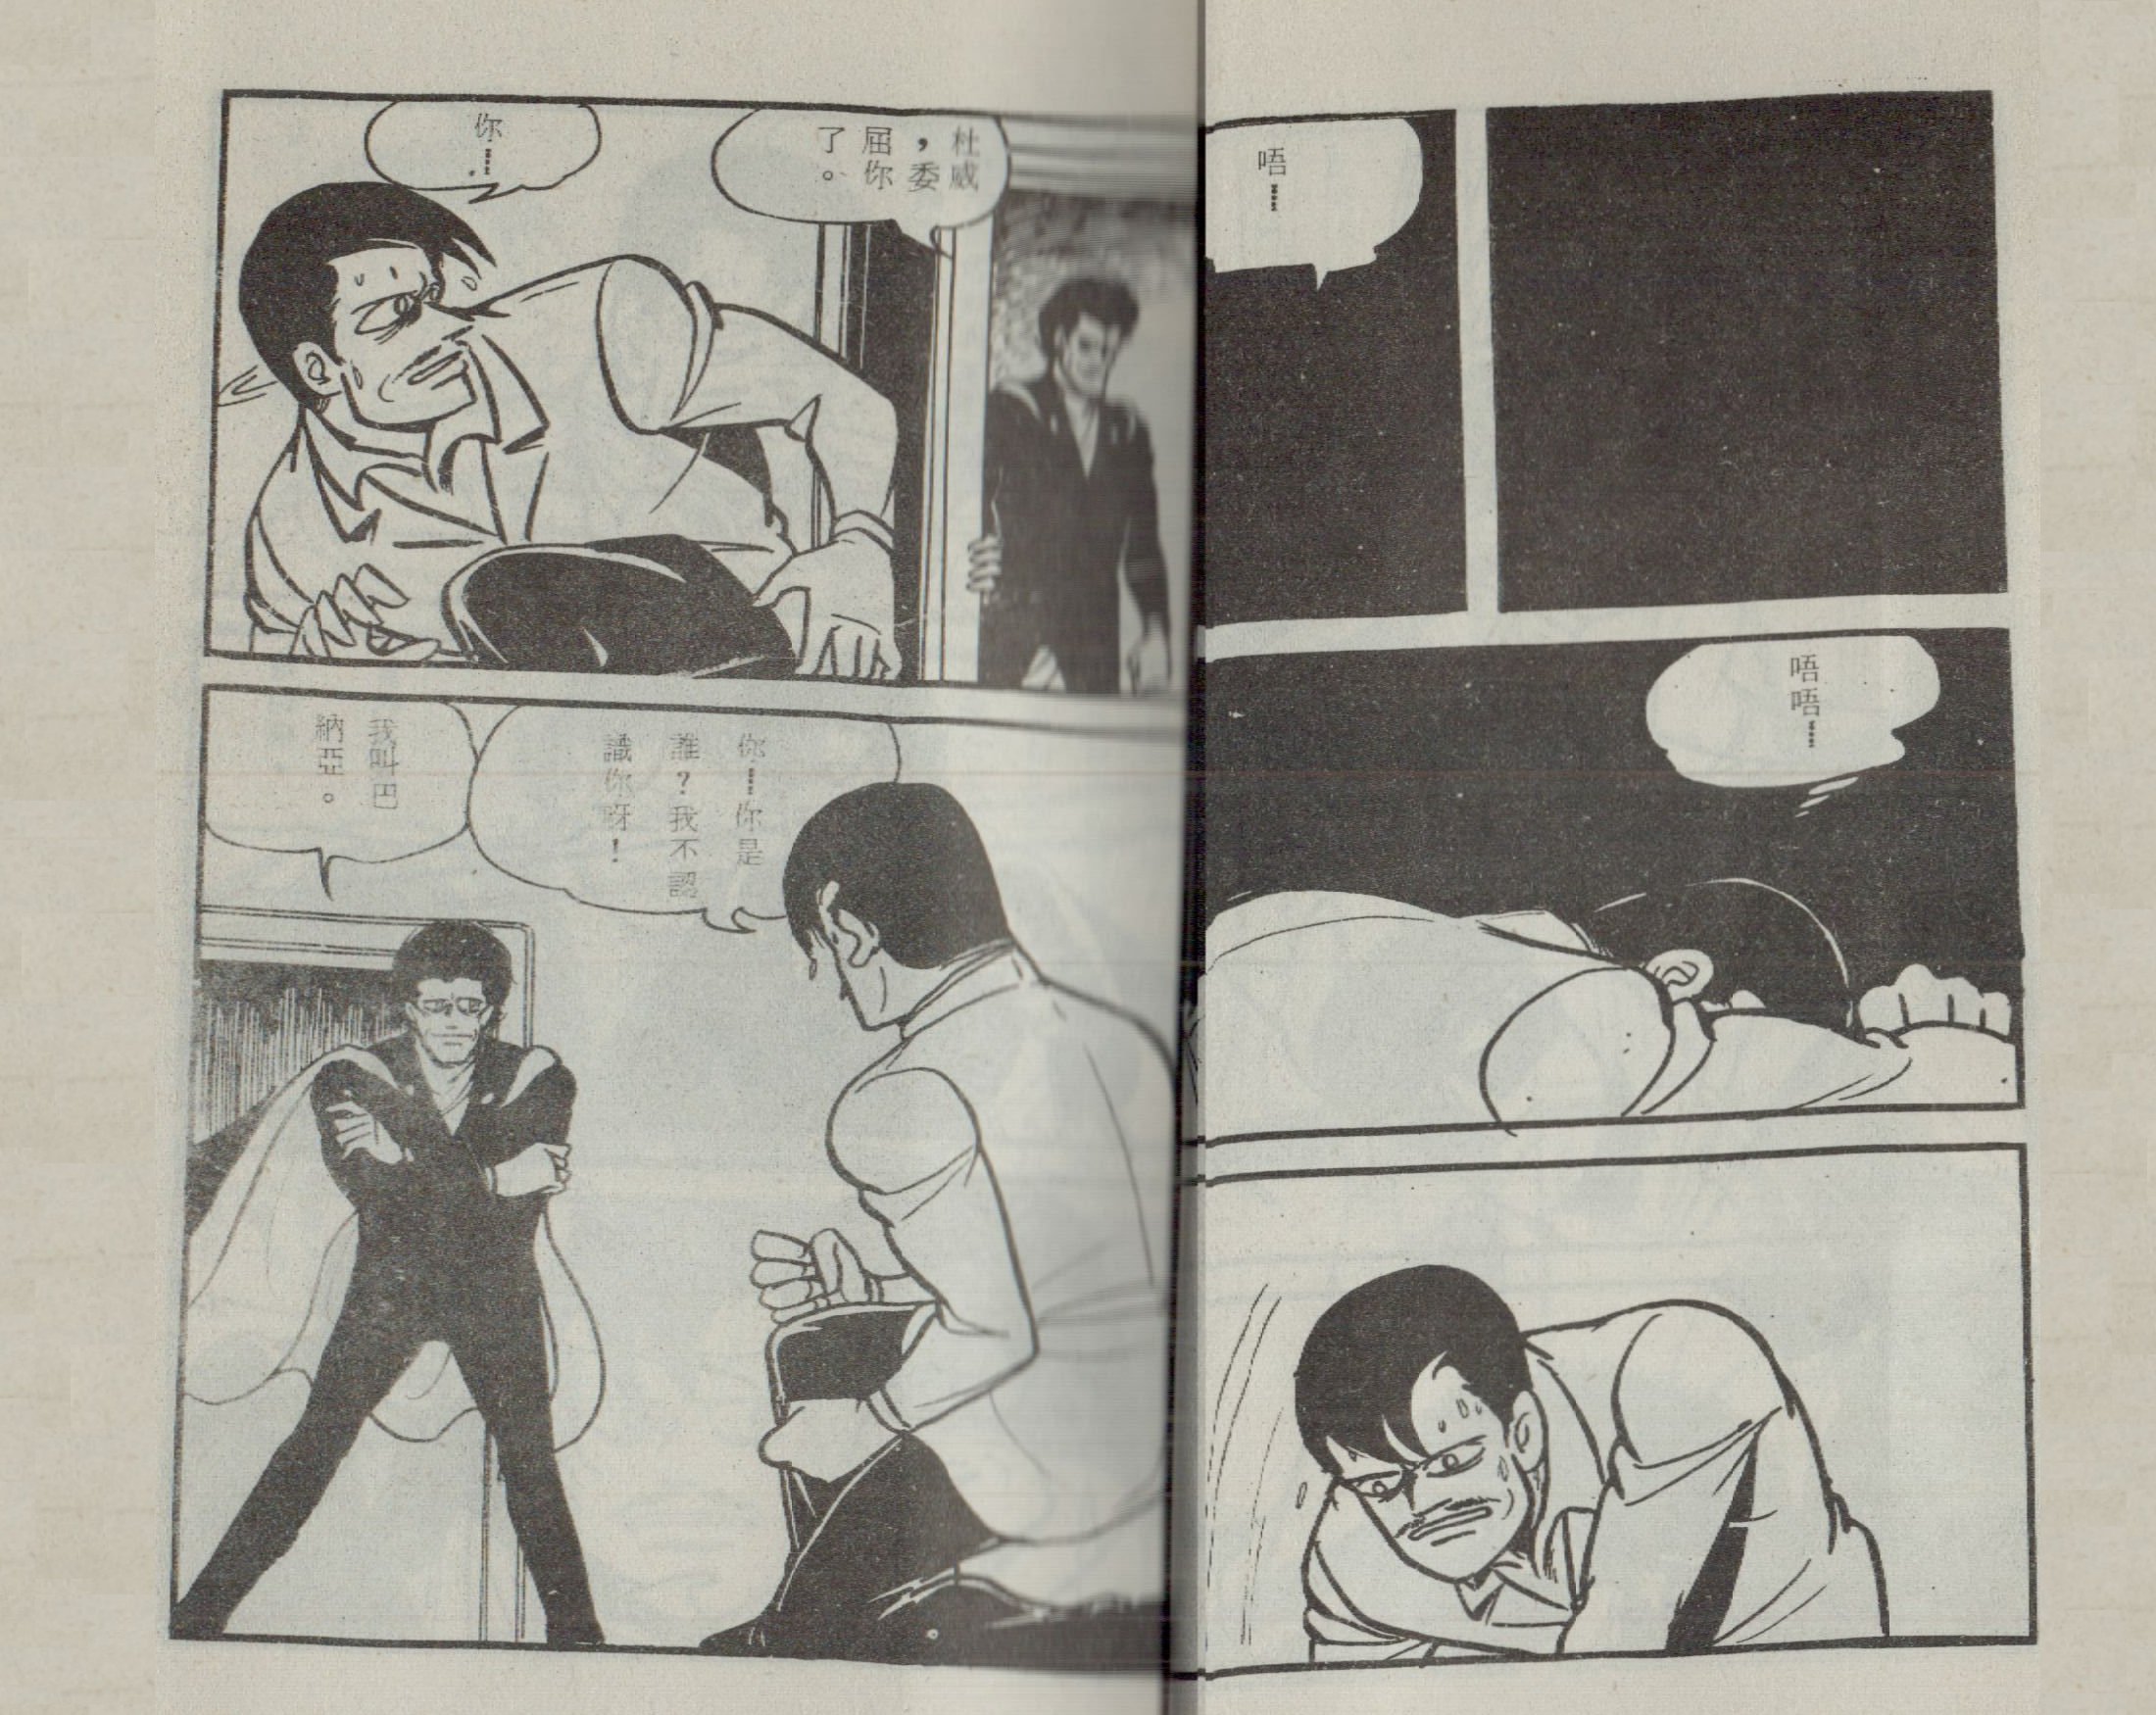 唔……
唔唔……
杜威
，委
屈你
了。
你……
你……你是
誰？我不認
識你呀！
我叫巴
納亞。